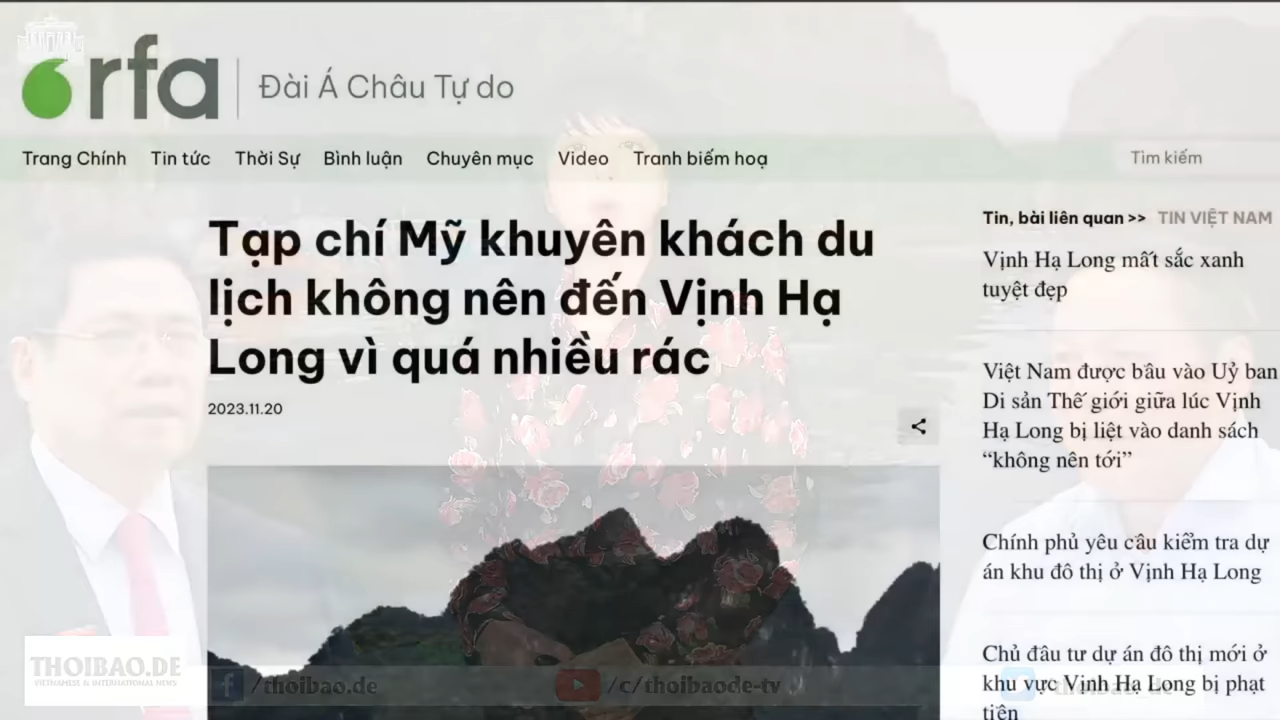 rfa
Đài Á Châu Tự do
Trang Chính Tin tức Thời Sự Bình luận Chuyên mục Video Tranh biếm hoạ
Tìm kiếm
Tạp chí Mỹ khuyên khách du
lịch không nên đến Vịnh Hạ
Long vì quá nhiều rác
2023.11.20
Tin, bài liên quan >> TIN VIỆT NAM
Vịnh Hạ Long mất sắc xanh
tuyệt đẹp
Việt Nam được bầu vào Uỷ ban
Di sản Thế giới giữa lúc Vịnh
Hạ Long bị liệt vào danh sách
“không nên tới”
Chính phủ yêu cầu kiểm tra dự
án khu đô thị ở Vịnh Hạ Long
Chủ đầu tư dự án đô thị mới ở
khu vực Vịnh Hạ Long bị phạt
tiền
THOIBAO.DE
VIETNAMESE & INTERNATIONAL NEWS
/thoibao.de
/c/thoibaode-tv